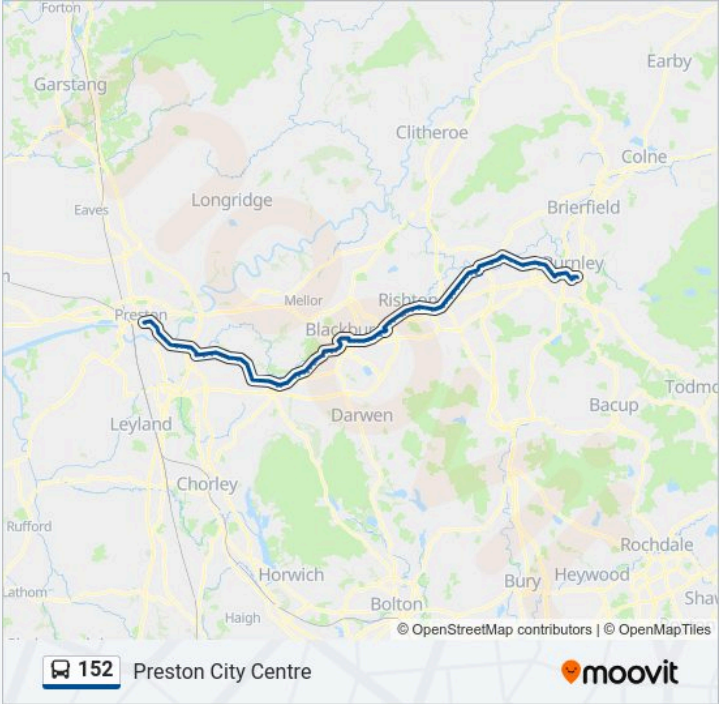 Forton
Earby
Garstang
Clitheroe
Colne
Longridge
Brierfield
Eaves
Burnley
Mellor
Rishton
Preston
Blackburn
Todmo
Bacup
Darwen
Leyland
Chorley
Rufford
Rochdale
Horwich
Bury
Heywood
Lathom
Bolton
Shaw
Haigh
© OpenStreetMap contributors | © OpenMapTiles
152 Preston City Centre
moovit